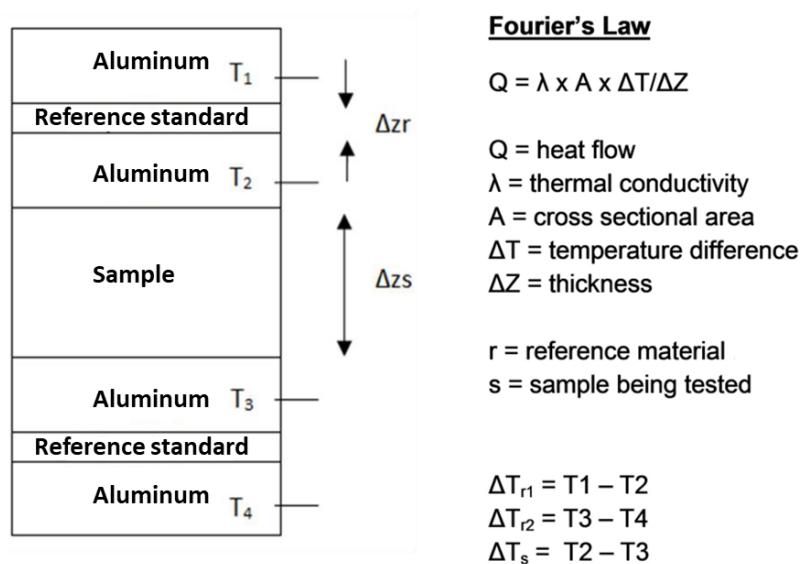 Aluminum T₁
Reference standard
Δzr
Aluminum T₂
Sample
Δzs
Aluminum T₃
Reference standard
Aluminum T₄
Fourier's Law
Q = λ x A x ΔT/ΔZ
Q = heat flow
λ = thermal conductivity
A = cross sectional area
ΔT = temperature difference
ΔZ = thickness
r = reference material
s = sample being tested
ΔTᵣ₁ = T1 – T2
ΔTᵣ₂ = T3 – T4
ΔTₛ = T2 – T3